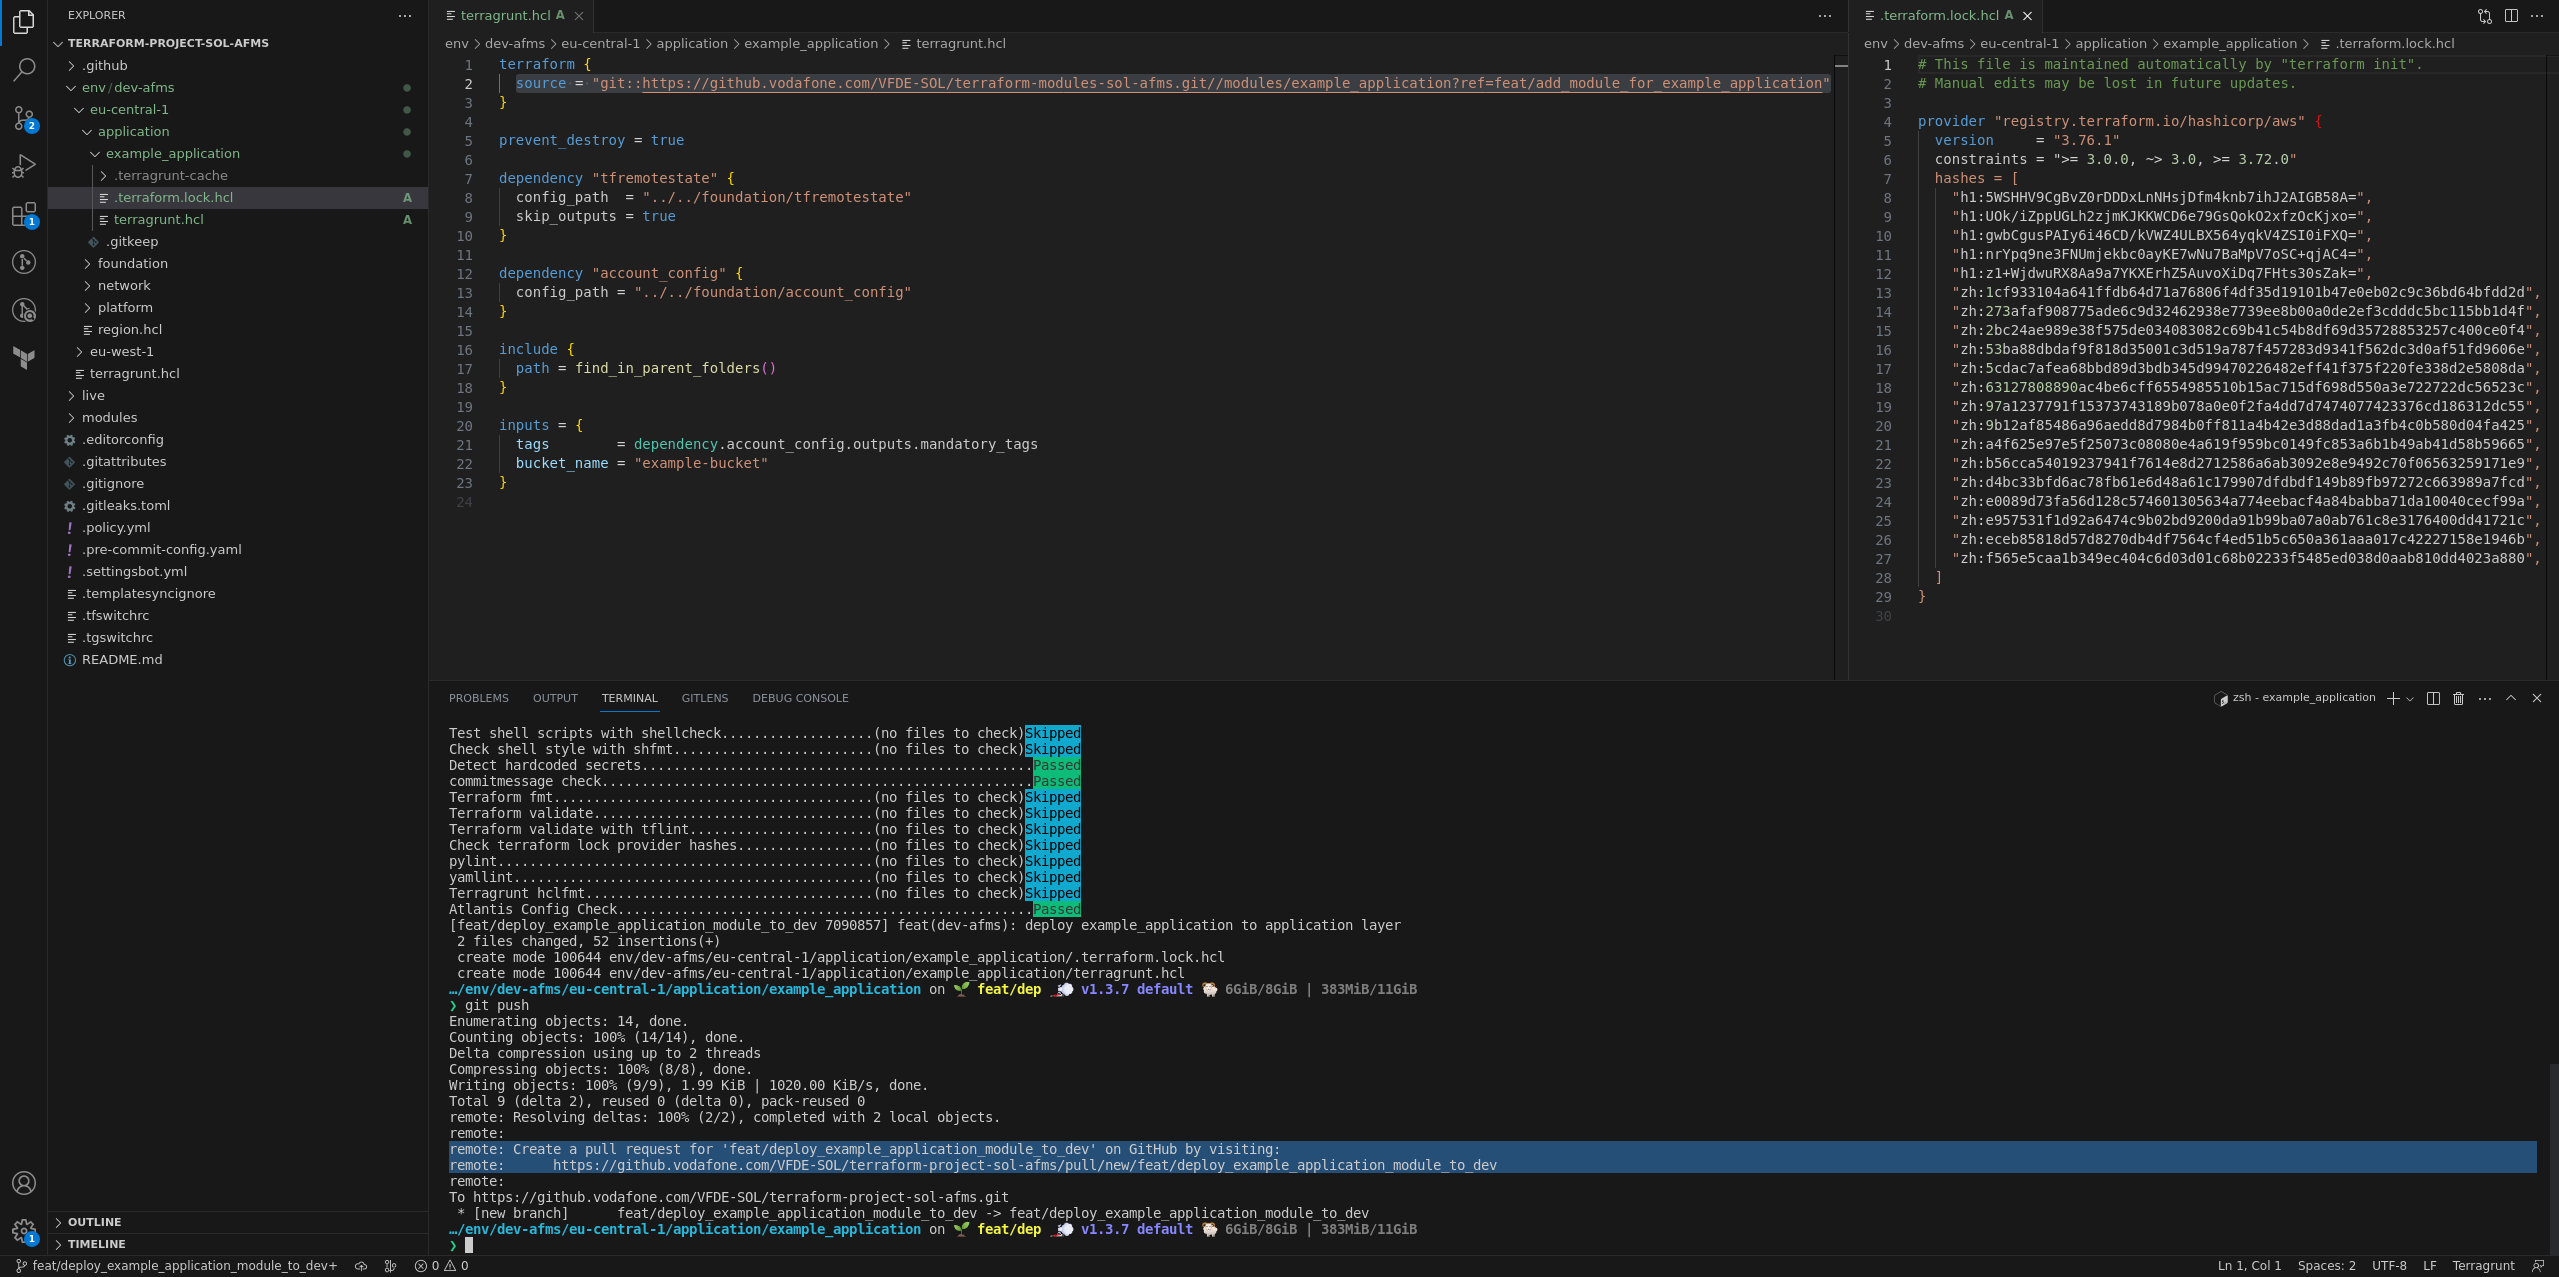 EXPLORER
TERRAFORM-PROJECT-SOL-AFMS
.github
env / dev-afms
eu-central-1
application
example_application
.terragrunt-cache
.terraform.lock.hcl A
terragrunt.hcl A
.gitkeep
foundation
network
platform
region.hcl
eu-west-1
terragrunt.hcl
live
modules
.editorconfig
.gitattributes
.gitignore
.gitleaks.toml
.policy.yml
.pre-commit-config.yaml
.settingsbot.yml
.templatesyncignore
.tfswitchrc
.tgswitchrc
README.md
OUTLINE
TIMELINE
2
1
1
terragrunt.hcl A
env > dev-afms > eu-central-1 > application > example_application > terragrunt.hcl
1 terraform {
2 source = "git::https://github.vodafone.com/VFDE-SOL/terraform-modules-sol-afms.git//modules/example_application?ref=feat/add_module_for_example_application"
3 }
4
5 prevent_destroy = true
6
7 dependency "tfremotestate" {
8 config_path  = "../../foundation/tfremotestate"
9 skip_outputs = true
10 }
11
12 dependency "account_config" {
13 config_path = "../../foundation/account_config"
14 }
15
16 include {
17 path = find_in_parent_folders()
18 }
19
20 inputs = {
21 tags        = dependency.account_config.outputs.mandatory_tags
22 bucket_name = "example-bucket"
23 }
24
.terraform.lock.hcl A
env > dev-afms > eu-central-1 > application > example_application > .terraform.lock.hcl
1 # This file is maintained automatically by "terraform init".
2 # Manual edits may be lost in future updates.
3
4 provider "registry.terraform.io/hashicorp/aws" {
5 version     = "3.76.1"
6 constraints = ">= 3.0.0, ~> 3.0, >= 3.72.0"
7 hashes = [
8 "h1:5WSHHV9CgBvZ0rDDDxLnNHsjDfm4knb7ihJ2AIGB58A=",
9 "h1:UOk/iZppUGLh2zjmKJKKWCD6e79GsQokO2xfzOcKjxo=",
10 "h1:gwbCgusPAIy6i46CD/kVWZ4ULBX564yqkV4ZSI0iFXQ=",
11 "h1:nrYpq9ne3FNUmjekbc0ayKE7wNu7BaMpV7oSC+qjAC4=",
12 "h1:z1+WjdwuRX8Aa9a7YKXErhZ5AuvoXiDq7FHts30sZak=",
13 "zh:1cf933104a641ffdb64d71a76806f4df35d19101b47e0eb02c9c36bd64bfdd2d",
14 "zh:273afaf908775ade6c9d32462938e7739ee8b00a0de2ef3cdddc5bc115bb1d4f",
15 "zh:2bc24ae989e38f575de034083082c69b41c54b8df69d35728853257c400ce0f4",
16 "zh:53ba88dbdaf9f818d35001c3d519a787f457283d9341f562dc3d0af51fd9606e",
17 "zh:5cdac7afea68bbd89d3bdb345d99470226482eff41f375f220fe338d2e5808da",
18 "zh:63127808890ac4be6cff6554985510b15ac715df698d550a3e722722dc56523c",
19 "zh:97a1237791f15373743189b078a0e0f2fa4dd7d7474077423376cd186312dc55",
20 "zh:9b12af85486a96aedd8d7984b0ff811a4b42e3d88dad1a3fb4c0b580d04fa425",
21 "zh:a4f625e97e5f25073c08080e4a619f959bc0149fc853a6b1b49ab41d58b59665",
22 "zh:b56cca54019237941f7614e8d2712586a6ab3092e8e9492c70f06563259171e9",
23 "zh:d4bc33bfd6ac78fb61e6d48a61c179907dfdbdf149b89fb97272c663989a7fcd",
24 "zh:e0089d73fa56d128c574601305634a774eebacf4a84babba71da10040cecf99a",
25 "zh:e957531f1d92a6474c9b02bd9200da91b99ba07a0ab761c8e3176400dd41721c",
26 "zh:eceb85818d57d8270db4df7564cf4ed51b5c650a361aaa017c42227158e1946b",
27 "zh:f565e5caa1b349ec404c6d03d01c68b02233f5485ed038d0aab810dd4023a880",
28 ]
29 }
30
PROBLEMS OUTPUT TERMINAL GITLENS DEBUG CONSOLE
zsh - example_application
Test shell scripts with shellcheck...................(no files to check)Skipped
Check shell style with shfmt.........................(no files to check)Skipped
Detect hardcoded secrets.................................................Passed
commitmessage check......................................................Passed
Terraform fmt........................................(no files to check)Skipped
Terraform validate...................................(no files to check)Skipped
Terraform validate with tflint.......................(no files to check)Skipped
Check terraform lock provider hashes.................(no files to check)Skipped
pylint...............................................(no files to check)Skipped
yamllint.............................................(no files to check)Skipped
Terragrunt hclfmt....................................(no files to check)Skipped
Atlantis Config Check....................................................Passed
[feat/deploy_example_application_module_to_dev 7090857] feat(dev-afms): deploy example_application to application layer
2 files changed, 52 insertions(+)
create mode 100644 env/dev-afms/eu-central-1/application/example_application/.terraform.lock.hcl
create mode 100644 env/dev-afms/eu-central-1/application/example_application/terragrunt.hcl
…/env/dev-afms/eu-central-1/application/example_application on feat/dep v1.3.7 default 6GiB/8GiB | 383MiB/11GiB
❯ git push
Enumerating objects: 14, done.
Counting objects: 100% (14/14), done.
Delta compression using up to 2 threads
Compressing objects: 100% (8/8), done.
Writing objects: 100% (9/9), 1.99 KiB | 1020.00 KiB/s, done.
Total 9 (delta 2), reused 0 (delta 0), pack-reused 0
remote: Resolving deltas: 100% (2/2), completed with 2 local objects.
remote:
remote: Create a pull request for 'feat/deploy_example_application_module_to_dev' on GitHub by visiting:
remote:      https://github.vodafone.com/VFDE-SOL/terraform-project-sol-afms/pull/new/feat/deploy_example_application_module_to_dev
remote:
To https://github.vodafone.com/VFDE-SOL/terraform-project-sol-afms.git
* [new branch]      feat/deploy_example_application_module_to_dev -> feat/deploy_example_application_module_to_dev
…/env/dev-afms/eu-central-1/application/example_application on feat/dep v1.3.7 default 6GiB/8GiB | 383MiB/11GiB
❯
feat/deploy_example_application_module_to_dev+ 0 0 Ln 1, Col 1 Spaces: 2 UTF-8 LF Terragrunt